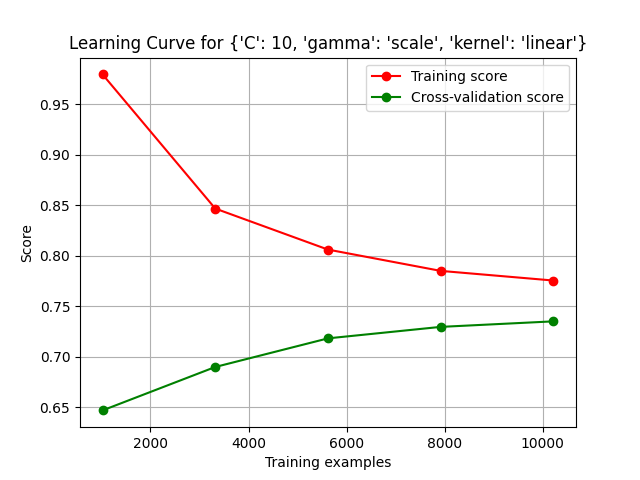 Learning Curve for {'C': 10, 'gamma': 'scale', 'kernel': 'linear'}
Training score
Cross-validation score
0.95
0.90
0.85
0.80
0.75
0.70
0.65
Score
2000 4000 6000 8000 10000
Training examples